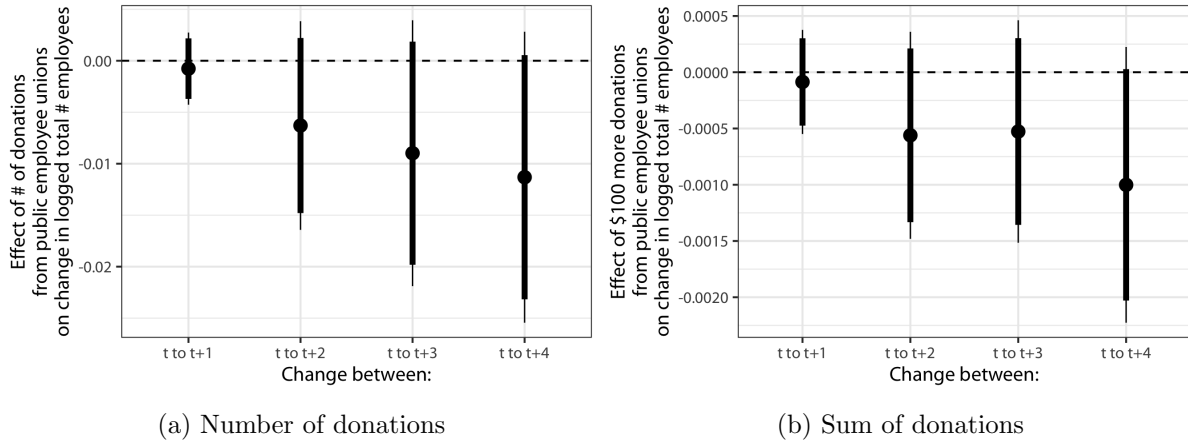 Effect of # of donations
from public employee unions
on change in logged total # employees
0.00
-0.01
-0.02
t to t+1
t to t+2
t to t+3
t to t+4
Change between:
(a) Number of donations
Effect of $100 more donations
from public employee unions
on change in logged total # employees
0.0005
0.0000
-0.0005
-0.0010
-0.0015
-0.0020
t to t+1
t to t+2
t to t+3
t to t+4
Change between:
(b) Sum of donations